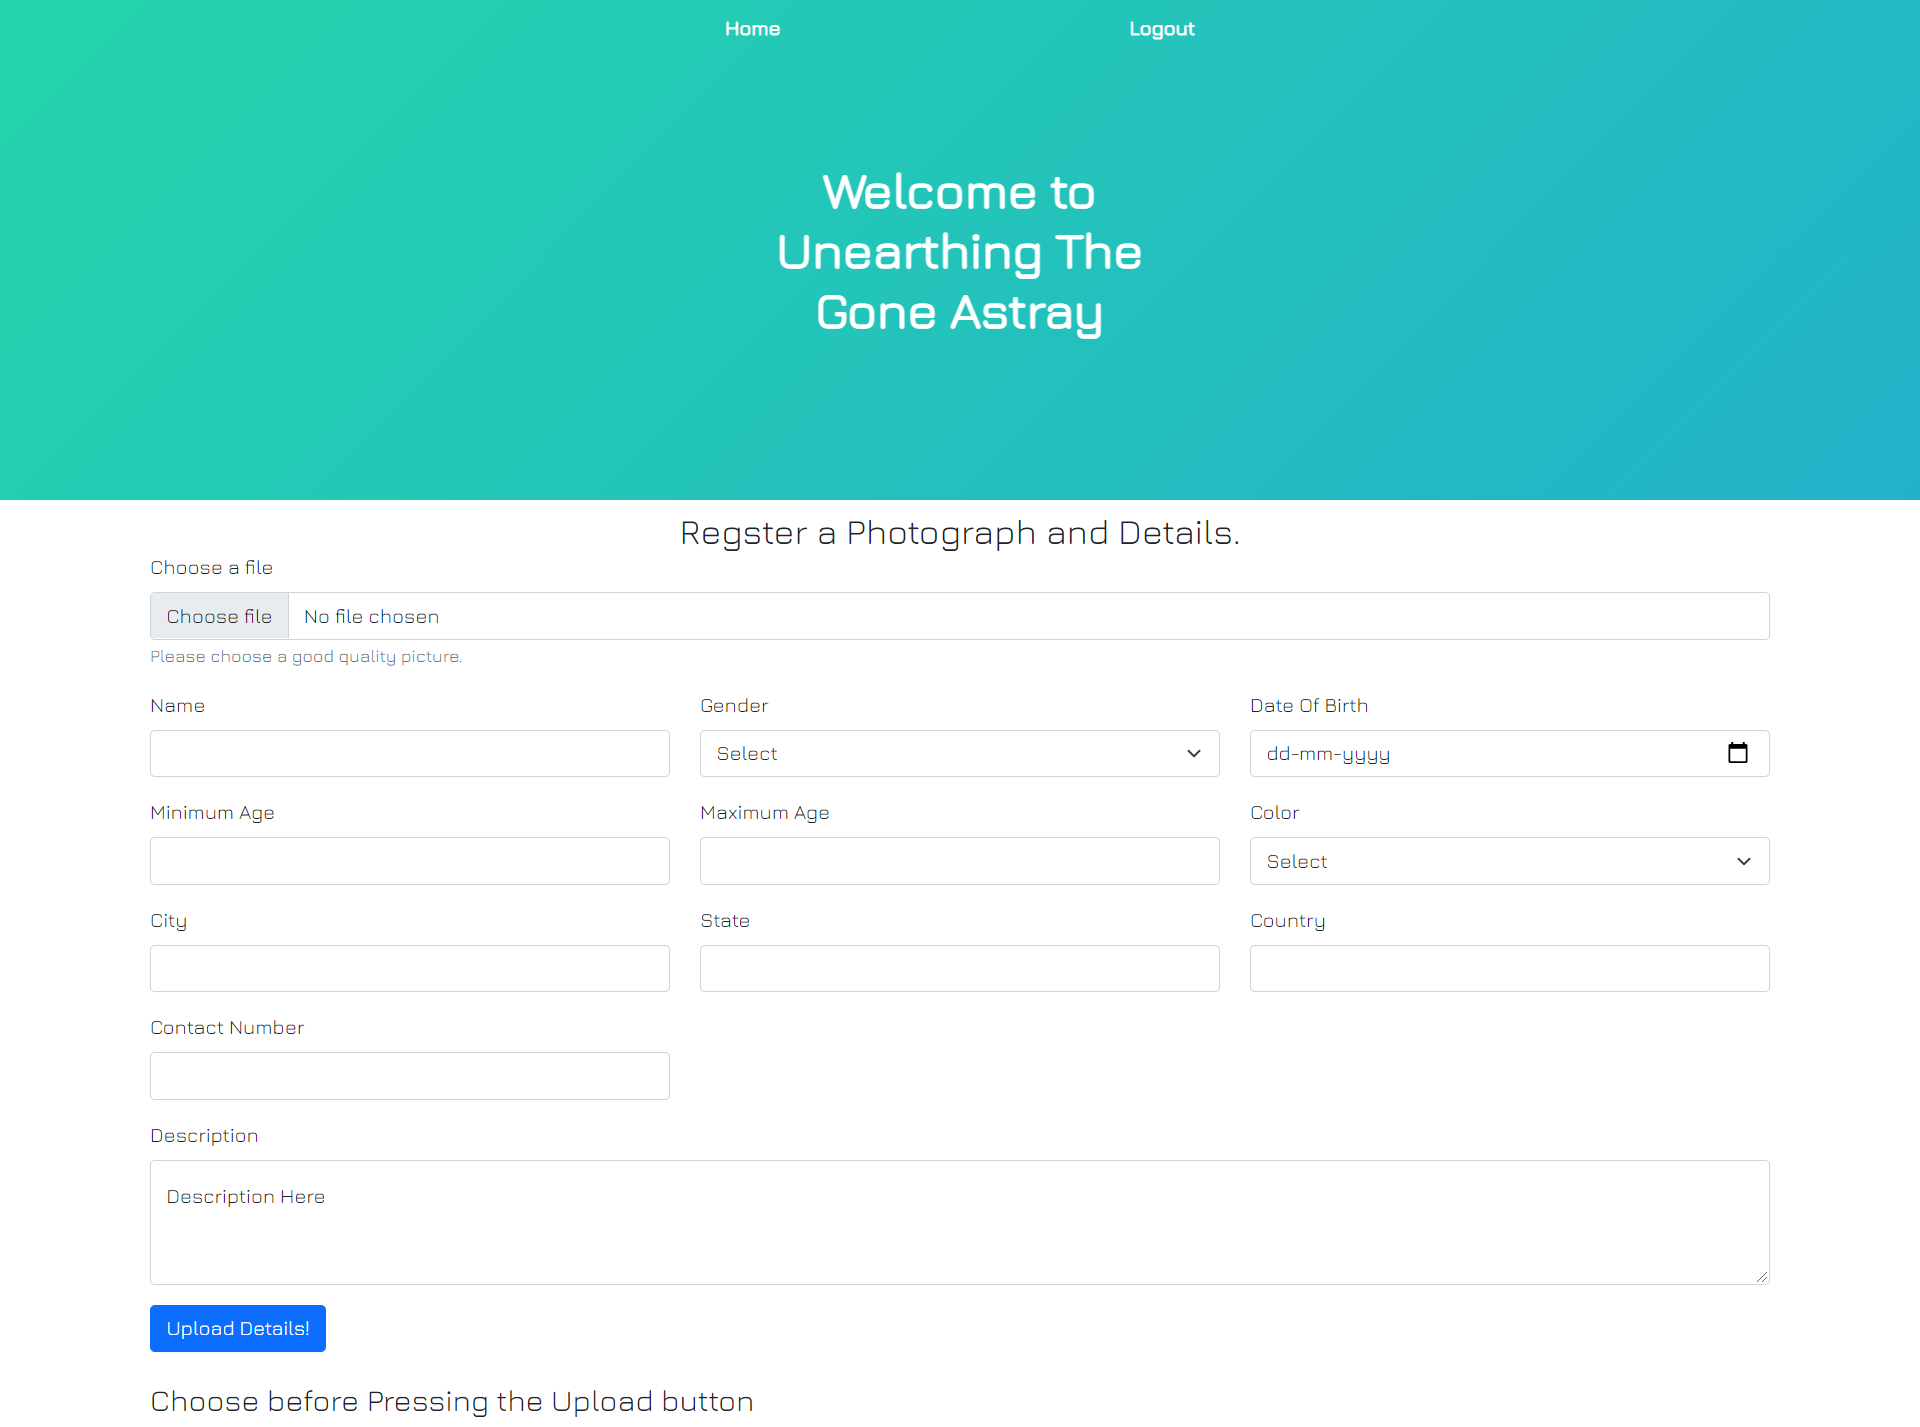 Home Logout
Welcome to
Unearthing The
Gone Astray
Regster a Photograph and Details.
Choose a file
Choose file No file chosen
Please choose a good quality picture.
Name Gender Date Of Birth
Select dd-mm-yyyy
Minimum Age Maximum Age Color
Select
City State Country
Contact Number
Description
Description Here
Upload Details!
Choose before Pressing the Upload button